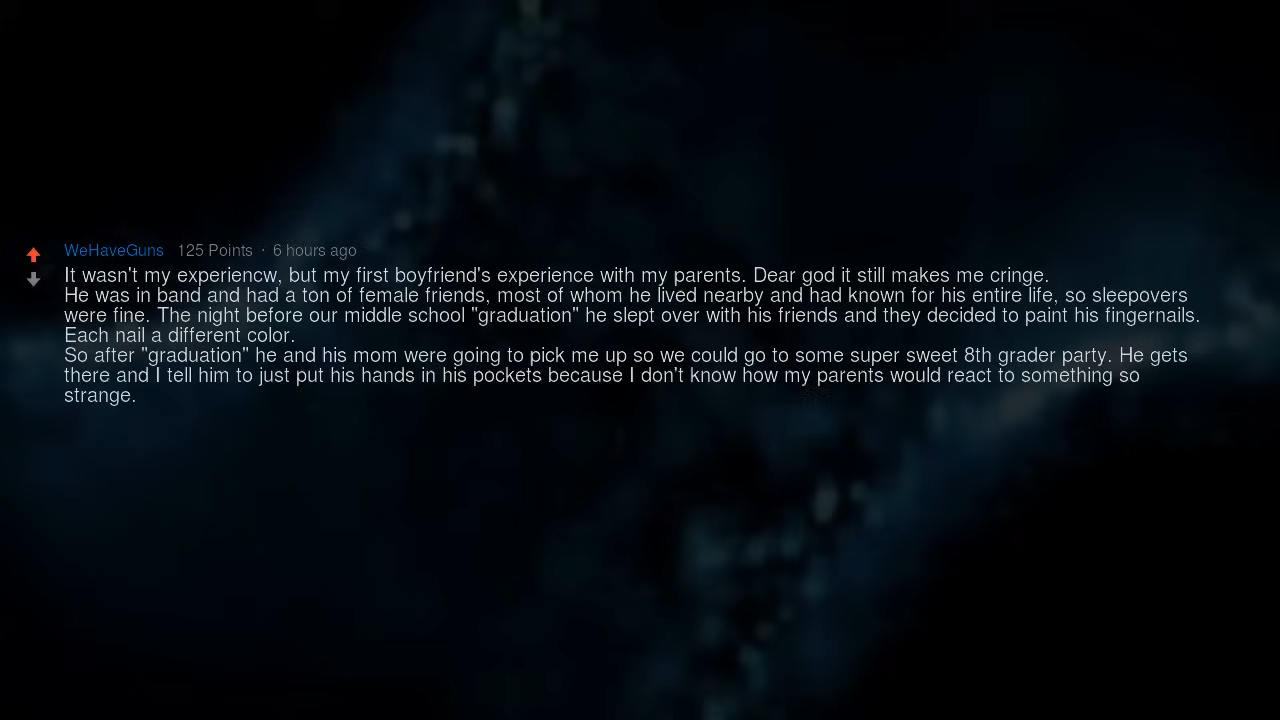 WeHaveGuns 125 Points · 6 hours ago
It wasn't my experiencw, but my first boyfriend's experience with my parents. Dear god it still makes me cringe.
He was in band and had a ton of female friends, most of whom he lived nearby and had known for his entire life, so sleepovers
were fine. The night before our middle school "graduation" he slept over with his friends and they decided to paint his fingernails.
Each nail a different color.
So after "graduation" he and his mom were going to pick me up so we could go to some super sweet 8th grader party. He gets
there and I tell him to just put his hands in his pockets because I don't know how my parents would react to something so
strange.